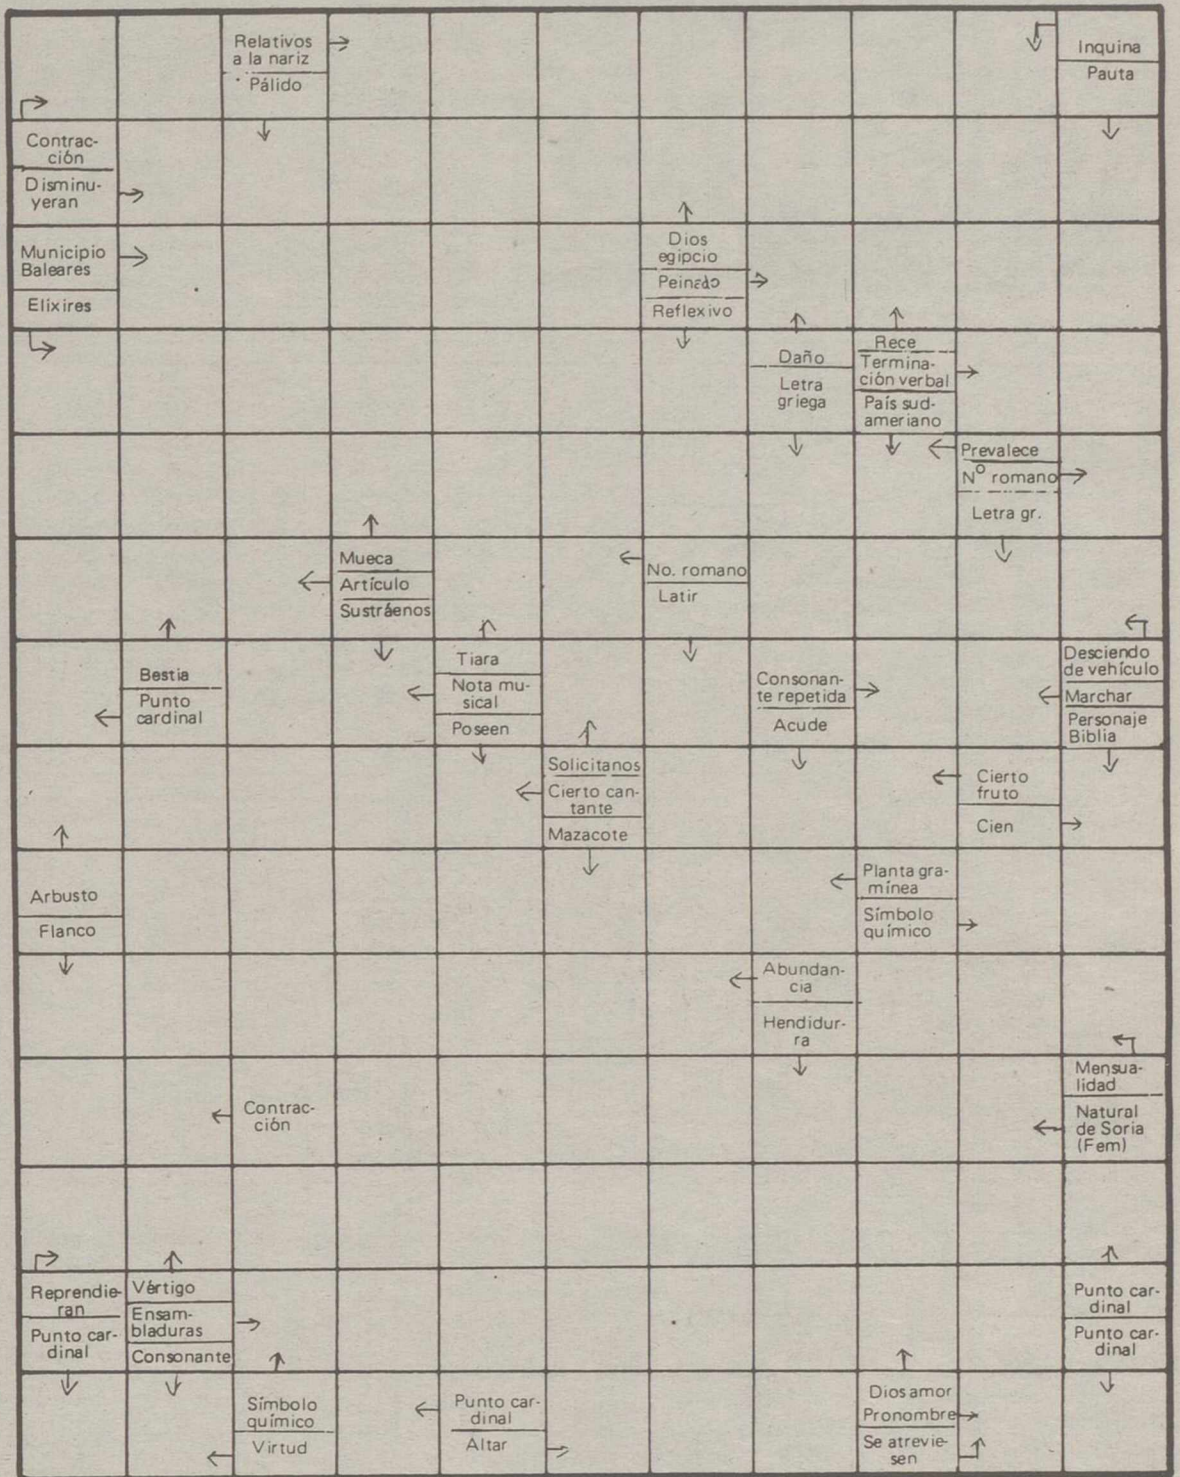 Relativos
a la nariz
Pálido
Inquina
Pauta
Contrac-
ción
Disminu-
yeran
Municipio
Baleares
Elixires
Dios
egipcio
Peinado
Reflexivo
Daño
Letra
griega
Rece
Termina-
ción verbal
País sud-
ameriano
Prevalece
Nº romano
Letra gr.
Mueca
Artículo
Sustráenos
No. romano
Latir
Bestia
Punto
cardinal
Tiara
Nota mu-
sical
Poseen
Consonan-
te repetida
Acude
Desciendo
de vehículo
Marchar
Personaje
Biblia
Solicitanos
Cierto can-
tante
Mazacote
Cierto
fruto
Cien
Arbusto
Flanco
Planta gra-
mínea
Símbolo
químico
Abundan-
cia
Hendidur-
ra
Contrac-
ción
Mensua-
lidad
Natural
de Soria
(Fem)
Reprendie-
ran
Punto car-
dinal
Vértigo
Ensam-
bladuras
Consonante
Punto car-
dinal
Punto car-
dinal
Símbolo
químico
Virtud
Punto car-
dinal
Altar
Dios amor
Pronombre
Se atrevie-
sen